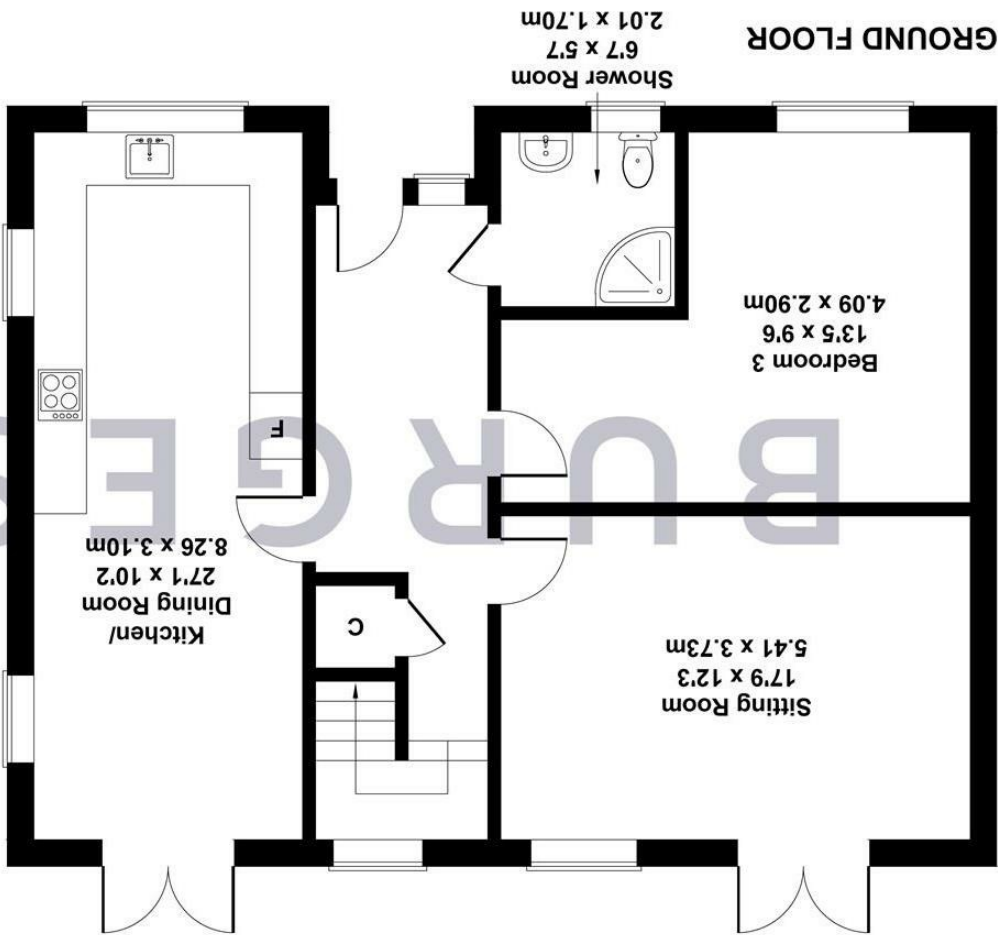 Sitting Room
17'9 x 12'3
5.41 x 3.73m
C
Kitchen/
Dining Room
27'1 x 10'2
8.26 x 3.10m
BURGE
F
Bedroom 3
13'5 x 9'6
4.09 x 2.90m
Shower Room
6'7 x 5'7
2.01 x 1.70m
GROUND FLOOR